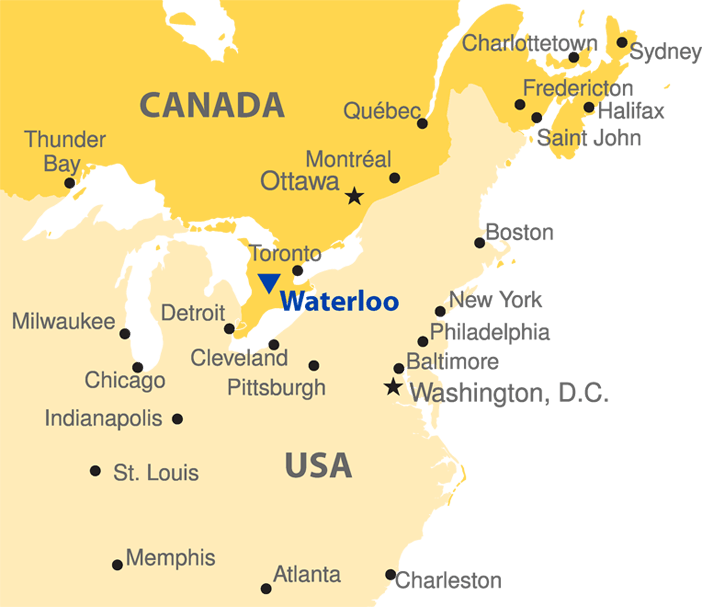 Charlottetown
Sydney
Fredericton
CANADA
Québec
Halifax
Saint John
Thunder
Bay
Montréal
Ottawa
Boston
Toronto
Waterloo
New York
Detroit
Milwaukee
Philadelphia
Cleveland
Baltimore
Chicago
Pittsburgh
Washington, D.C.
Indianapolis
USA
St. Louis
Memphis
Atlanta
Charleston